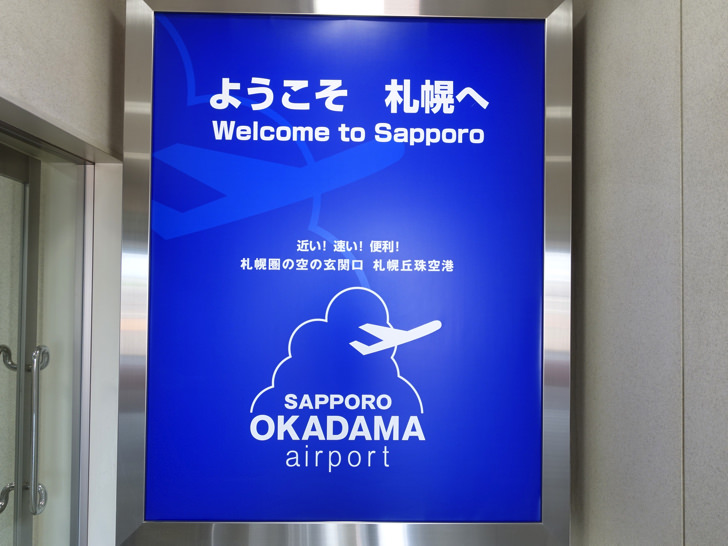 ようこそ　札幌へ
Welcome to Sapporo
近い! 速い! 便利!
札幌圏の空の玄関口 札幌丘珠空港
SAPPORO
OKADAMA
airport